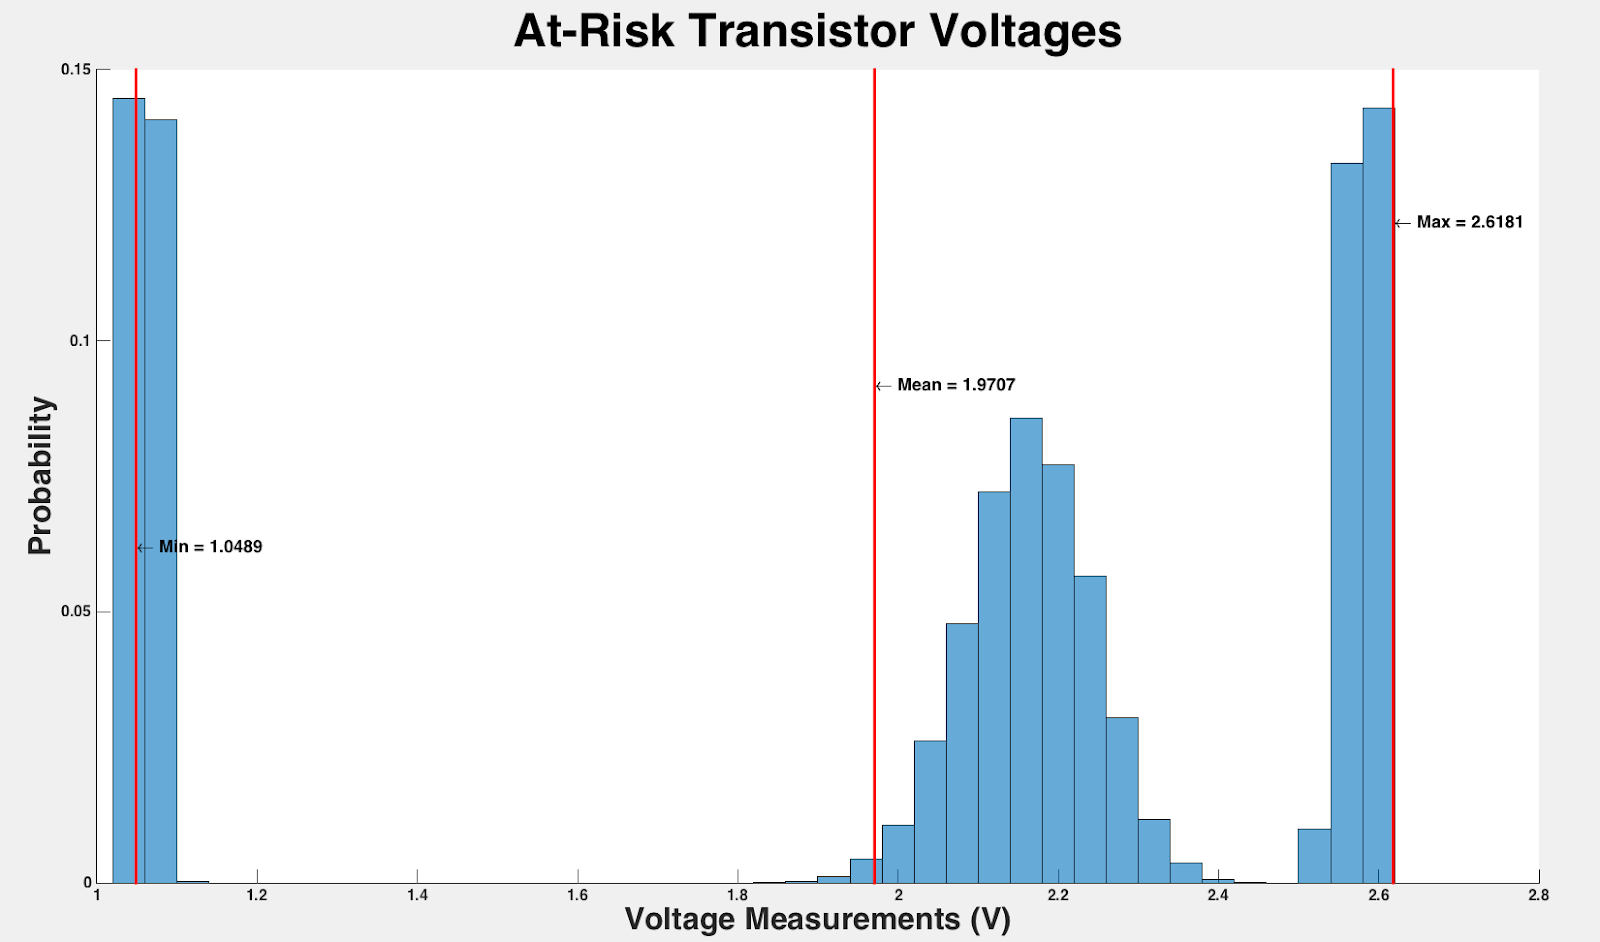 At-Risk Transistor Voltages
0.15
Max = 2.6181
0.1
Mean = 1.9707
Probability
Min = 1.0489
0.05
0
1 1.2 1.4 1.6 1.8 2 2.2 2.4 2.6 2.8
Voltage Measurements (V)